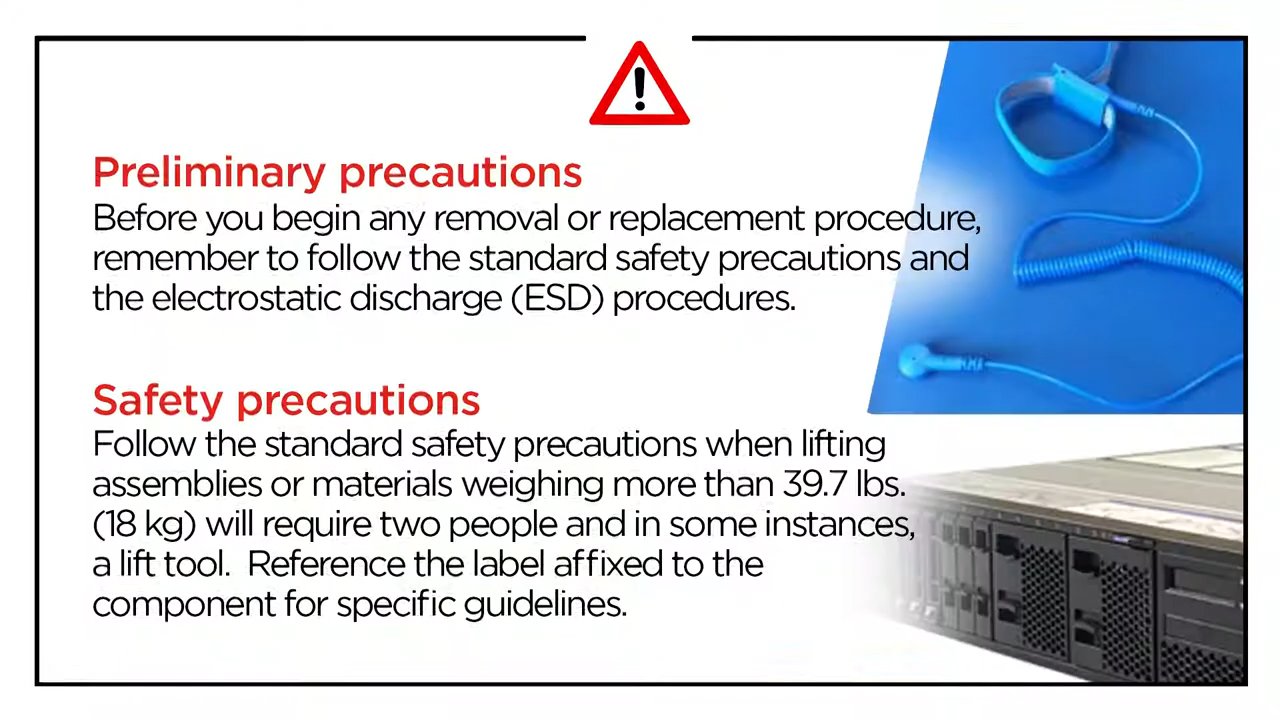 Preliminary precautions
Before you begin any removal or replacement procedure,
remember to follow the standard safety precautions and
the electrostatic discharge (ESD) procedures.
Safety precautions
Follow the standard safety precautions when lifting
assemblies or materials weighing more than 39.7 lbs.
(18 kg) will require two people and in some instances,
a lift tool.  Reference the label affixed to the
component for specific guidelines.